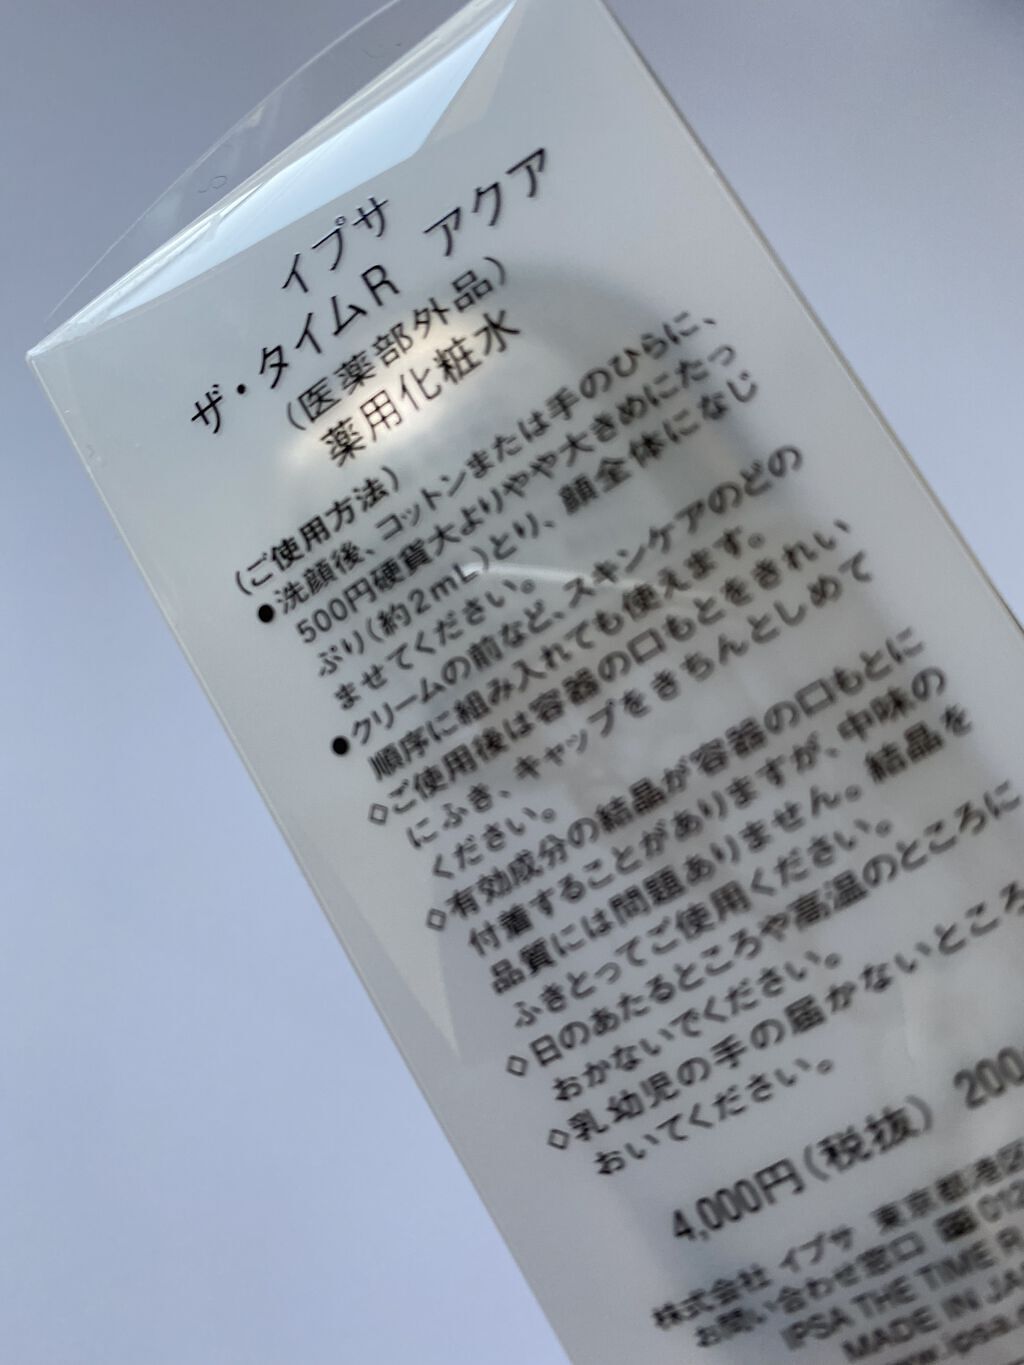 イプサ
ザ・タイムR アクア
（医薬部外品）
薬用化粧水
（ご使用方法）
●洗顔後、コットンまたは手のひらに、
500円硬貨大よりやや大きめにたっ
ぷり（約2mL）とり、顔全体になじ
ませてください。
●クリームの前など、スキンケアのどの
順序に組み入れても使えます。
◇ご使用後は容器の口もとをきれい
にふき、キャップをきちんとしめて
ください。
◇有効成分の結晶が容器の口もとに
付着することがありますが、中味の
品質には問題ありません。結晶を
ふきとってご使用ください。
◇日のあたるところや高温のところに
おかないでください。
◇乳幼児の手の届かないところ
おいてください。
4,000円（税抜） 200
株式会社 イプサ 東京都港区
お問い合わせ窓口 012
IPSA THE TIME R
MADE IN JA